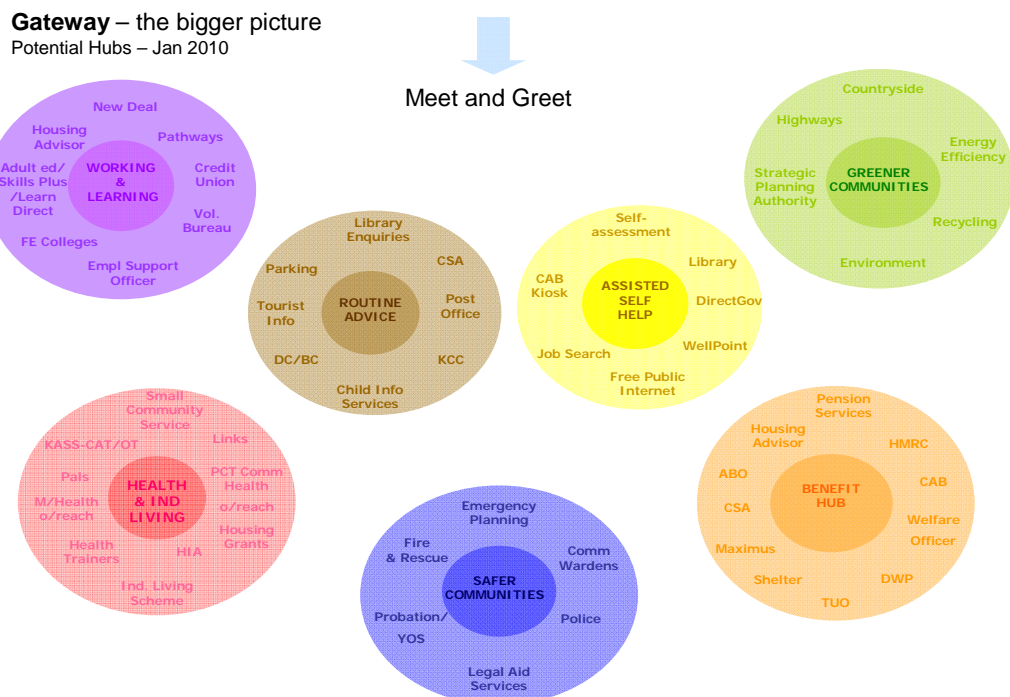 Gateway – the bigger picture
Potential Hubs – Jan 2010
Meet and Greet
New Deal
Housing
Advisor
Pathways
Adult ed/
Skills Plus
/Learn
Direct
WORKING
&
LEARNING
Credit
Union
Vol.
Bureau
FE Colleges
Empl Support
Officer
Countryside
Highways
Energy
Efficiency
Strategic
Planning
Authority
GREENER
COMMUNITIES
Recycling
Environment
Library
Enquiries
Parking
CSA
Tourist
Info
ROUTINE
ADVICE
Post
Office
DC/BC
KCC
Child Info
Services
Self-
assessment
CAB
Kiosk
Library
ASSISTED
SELF
HELP
DirectGov
WellPoint
Job Search
Free Public
Internet
Small
Community
Service
KASS-CAT/OT
Links
Pals
HEALTH
& IND
LIVING
PCT Comm
Health
o/reach
M/Health
o/reach
Housing
Grants
Health
Trainers
HIA
Ind. Living
Scheme
Emergency
Planning
Fire
& Rescue
Comm
Wardens
SAFER
COMMUNITIES
Probation/
YOS
Police
Legal Aid
Services
Pension
Services
Housing
Advisor
HMRC
ABO
CAB
BENEFIT
HUB
CSA
Welfare
Officer
Maximus
Shelter
DWP
TUO